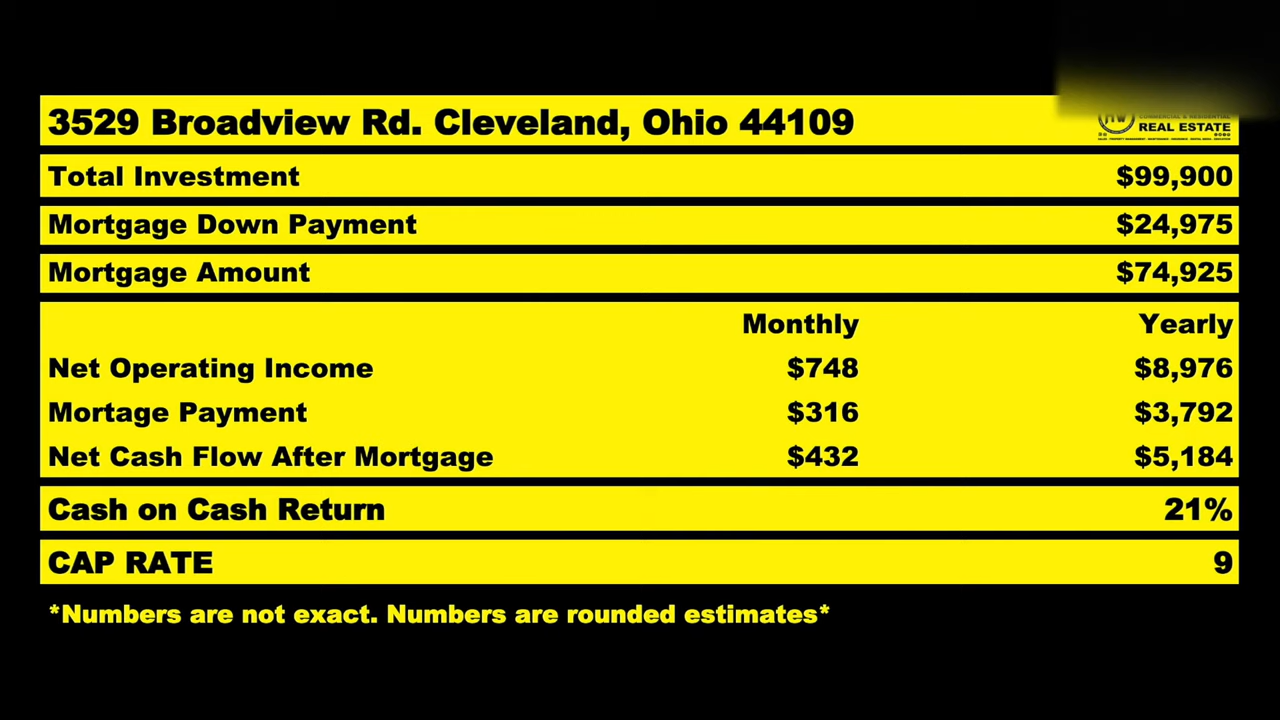 3529 Broadview Rd. Cleveland, Ohio 44109
REAL ESTATE
Total Investment $99,900
Mortgage Down Payment $24,975
Mortgage Amount $74,925
Monthly Yearly
Net Operating Income $748 $8,976
Mortage Payment $316 $3,792
Net Cash Flow After Mortgage $432 $5,184
Cash on Cash Return 21%
CAP RATE 9
*Numbers are not exact. Numbers are rounded estimates*